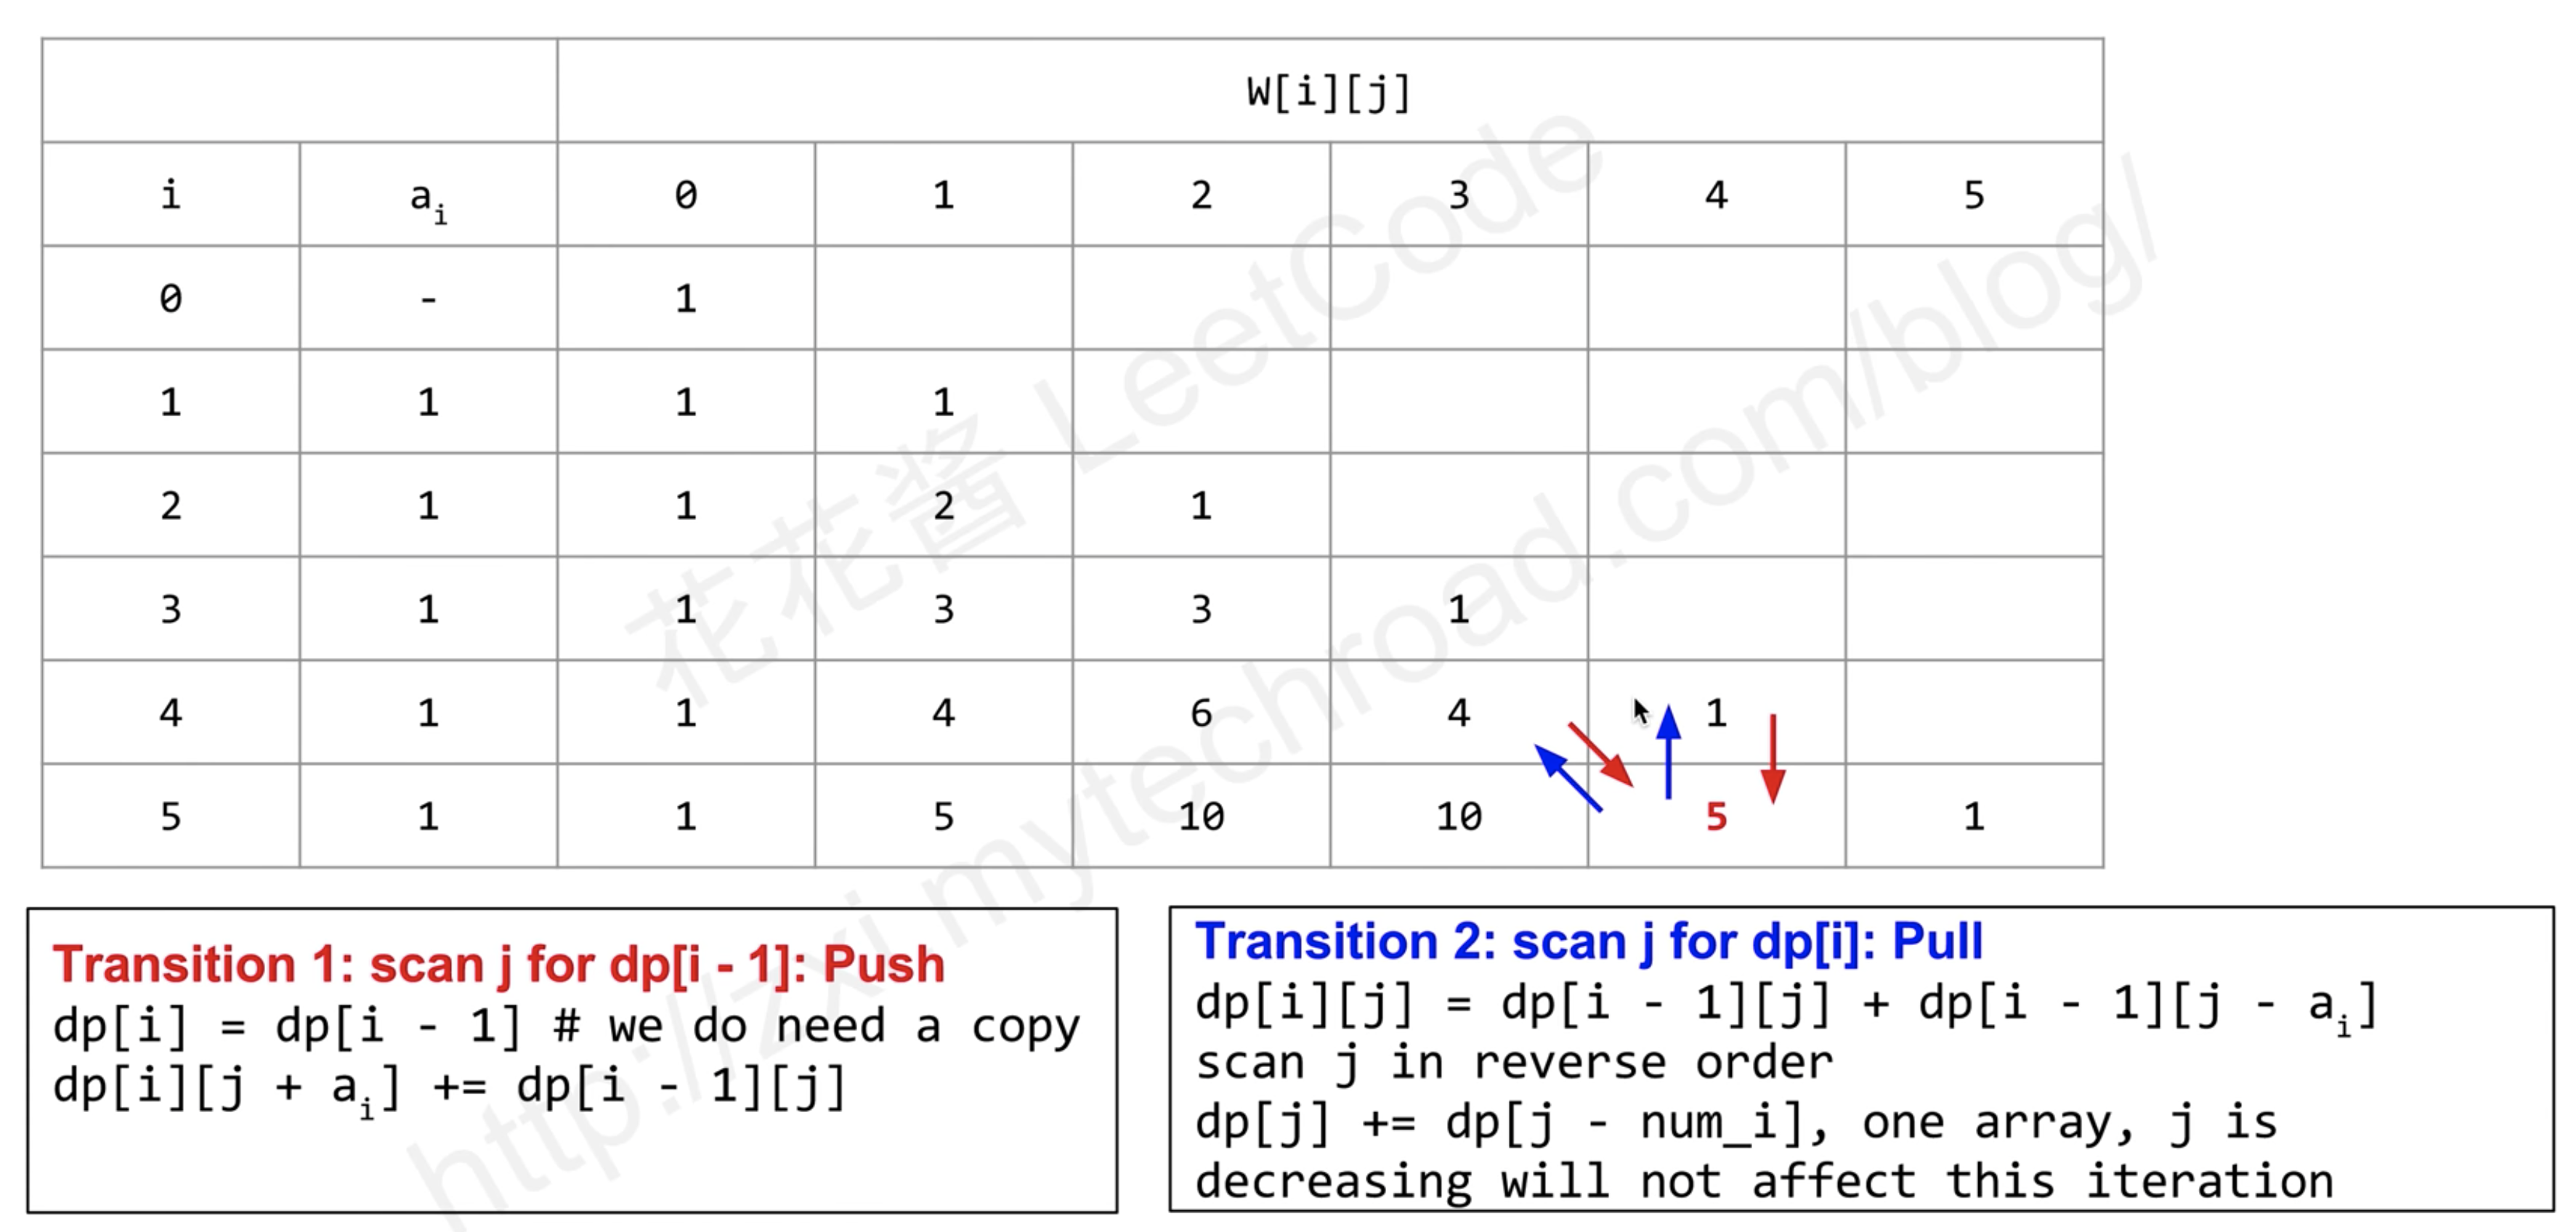 W[i][j]
i aᵢ 0 1 2 3 4 5
0 - 1
1 1 1 1
2 1 1 2 1
3 1 1 3 3 1
4 1 1 4 6 4 1
5 1 1 5 10 10 5 1
花花酱 LeetCode
http://zxi.mytechroad.com/blog/
Transition 1: scan j for dp[i - 1]: Push
dp[i] = dp[i - 1] # we do need a copy
dp[i][j + aᵢ] += dp[i - 1][j]
Transition 2: scan j for dp[i]: Pull
dp[i][j] = dp[i - 1][j] + dp[i - 1][j - aᵢ]
scan j in reverse order
dp[j] += dp[j - num_i], one array, j is
decreasing will not affect this iteration